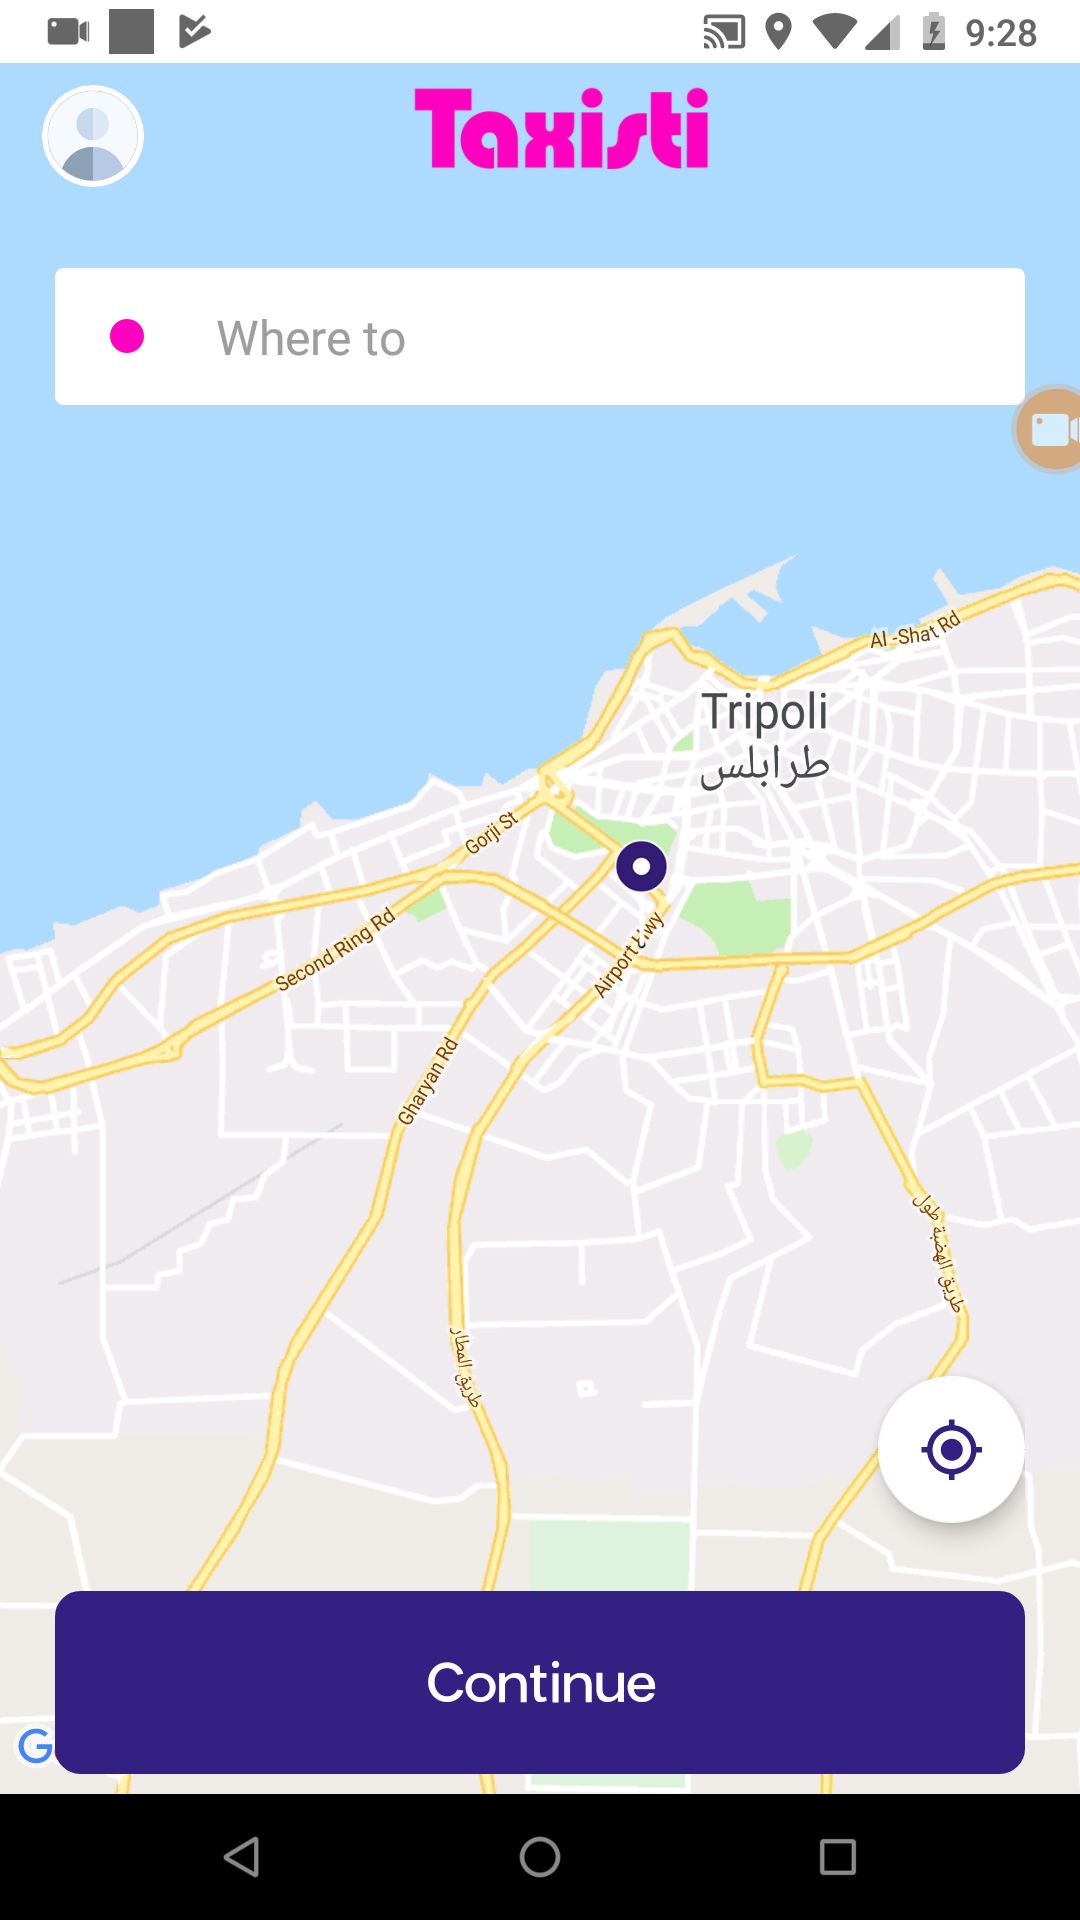 9:28
Taxisti
Where to
Al -Shat Rd
Tripoli
طرابلس
Gorji St
Second Ring Rd
Airport Hwy
Gharyan Rd
طريق الهضبة طول
طريق المطار
Continue
G